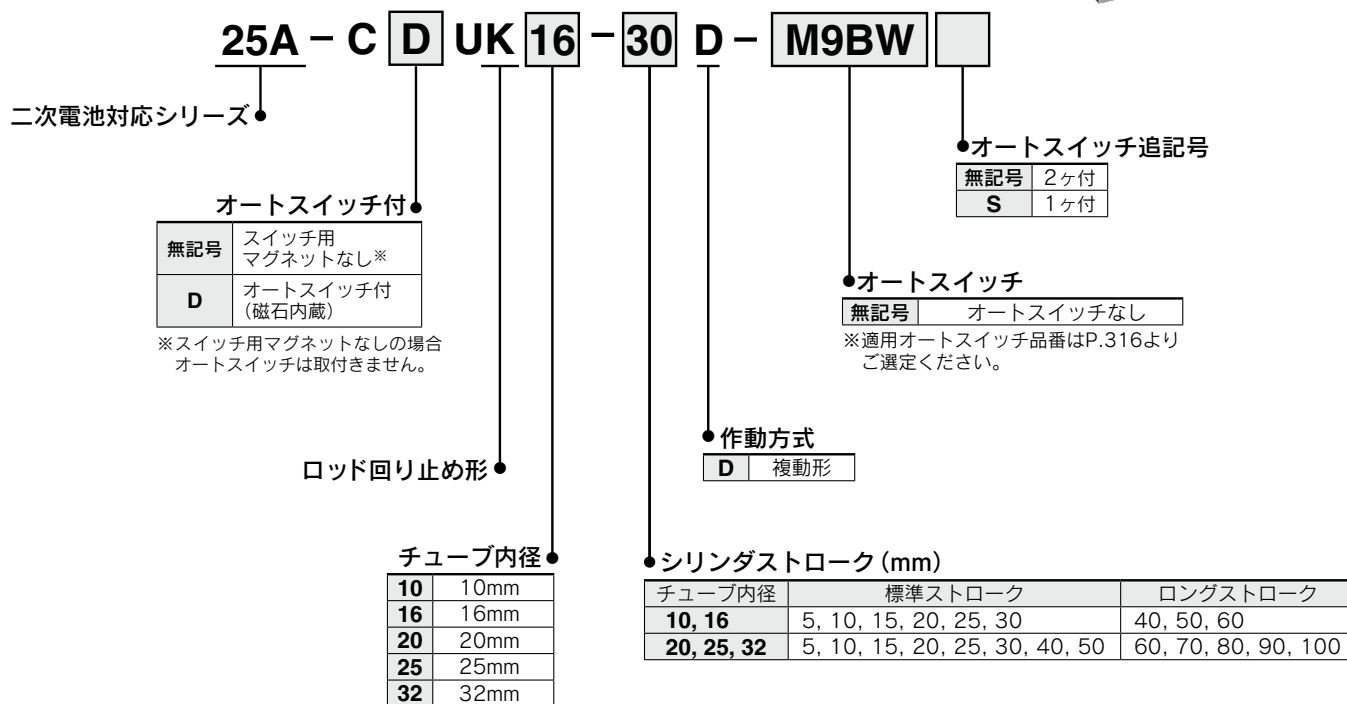 25A - C D UK 16 - 30 D - M9BW
二次電池対応シリーズ
オートスイッチ追記号
無記号 2ヶ付
S 1ヶ付
オートスイッチ付
無記号 スイッチ用
マグネットなし※
D オートスイッチ付
(磁石内蔵)
※スイッチ用マグネットなしの場合
オートスイッチは取付きません。
オートスイッチ
無記号 オートスイッチなし
※適用オートスイッチ品番はP.316より
ご選定ください。
作動方式
D 複動形
ロッド回り止め形
チューブ内径
10 10mm
16 16mm
20 20mm
25 25mm
32 32mm
シリンダストローク(mm)
チューブ内径 標準ストローク ロングストローク
10, 16 5, 10, 15, 20, 25, 30 40, 50, 60
20, 25, 32 5, 10, 15, 20, 25, 30, 40, 50 60, 70, 80, 90, 100